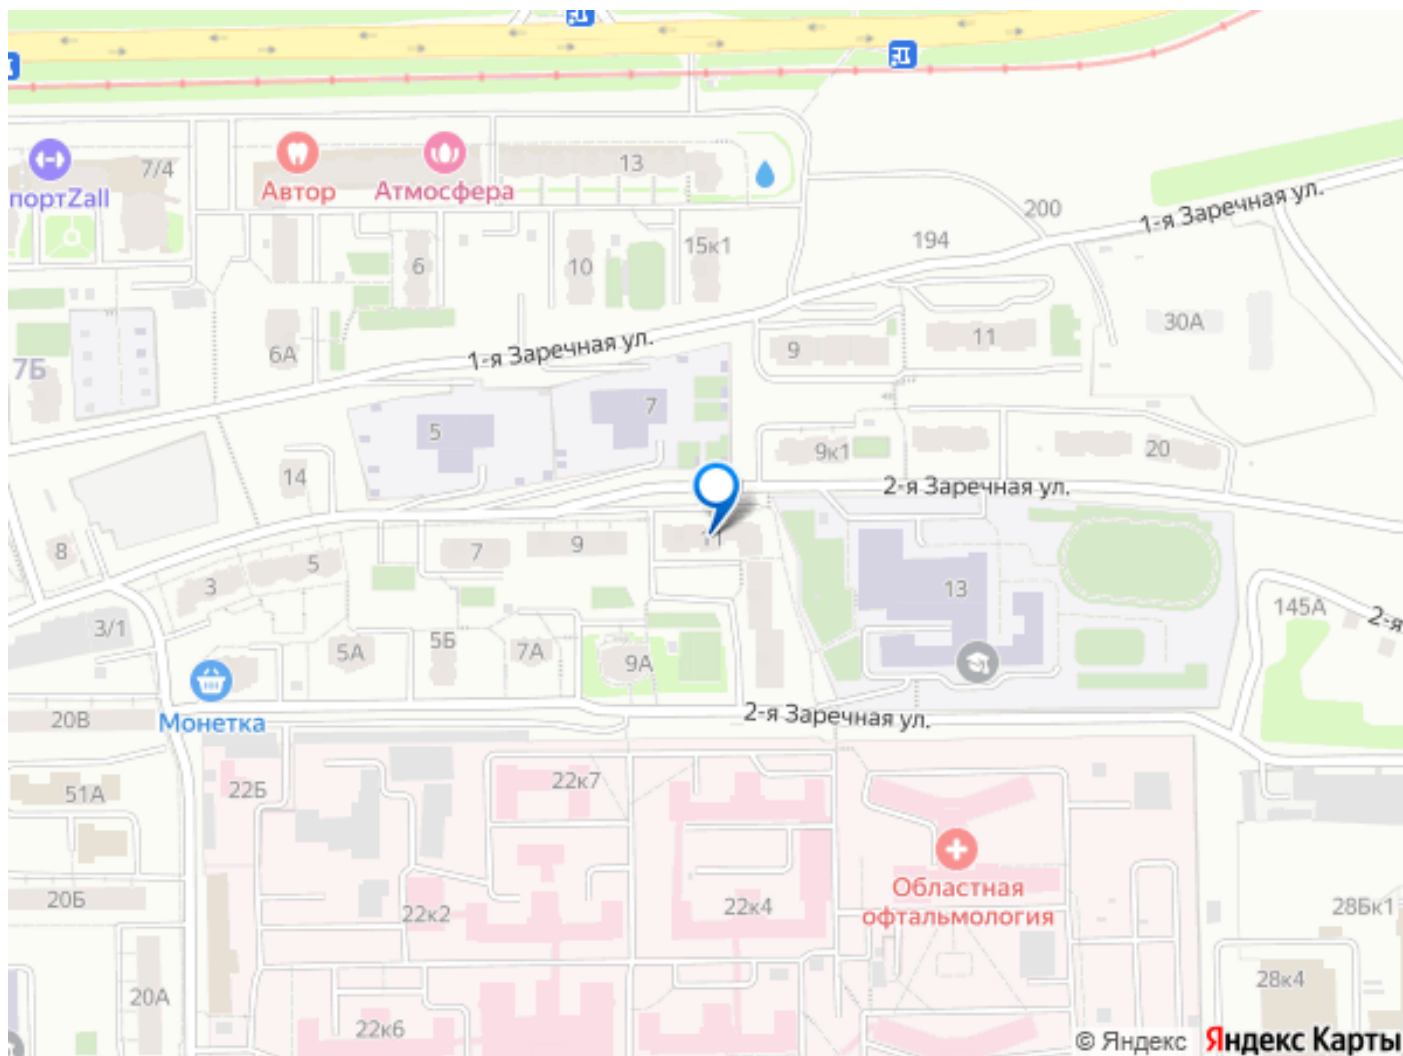 7/4
портZall
Автор
Атмосфера
13
200
1-я Заречная ул.
194
15к1
6
10
30А
11
9
6А
1-я Заречная ул.
7Б
5
7
14
9к1
20
2-я Заречная ул.
8
7
9
11
3
5
13
145А
2-я
3/1
5А
5Б
7А
9А
Монетка
20В
2-я Заречная ул.
22Б
22к7
51А
Областная
офтальмология
20Б
22к2
22к4
28Бк1
20А
28к4
22к6
© Яндекс
Яндекс Карты